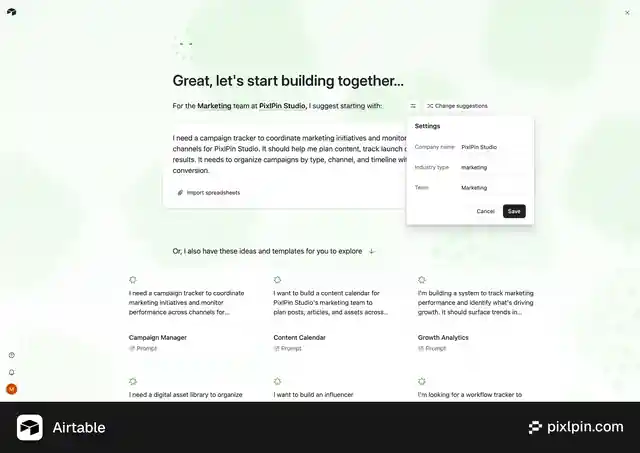 Great, let's start building together...
For the Marketing team at PixlPin Studio, I suggest starting with:
Change suggestions
Settings
Company name PixlPin Studio
Industry type marketing
Team Marketing
Cancel Save
I need a campaign tracker to coordinate marketing initiatives and monitor
channels for PixlPin Studio. It should help me plan content, track launch
results. It needs to organize campaigns by type, channel, and timeline
conversion.
Import spreadsheets
Or, I also have these ideas and templates for you to explore ↓
I need a campaign tracker to coordinate
marketing initiatives and monitor
performance across channels for...
Campaign Manager
Prompt
I want to build a content calendar for
PixlPin Studio's marketing team to
plan posts, articles, and assets across...
Content Calendar
Prompt
I'm building a system to track marketing
performance and identify what's driving
growth. It should surface trends in...
Growth Analytics
Prompt
I need a digital asset library to organize
I want to build an influencer
I'm looking for a workflow tracker to
M
Airtable
pixlpin.com